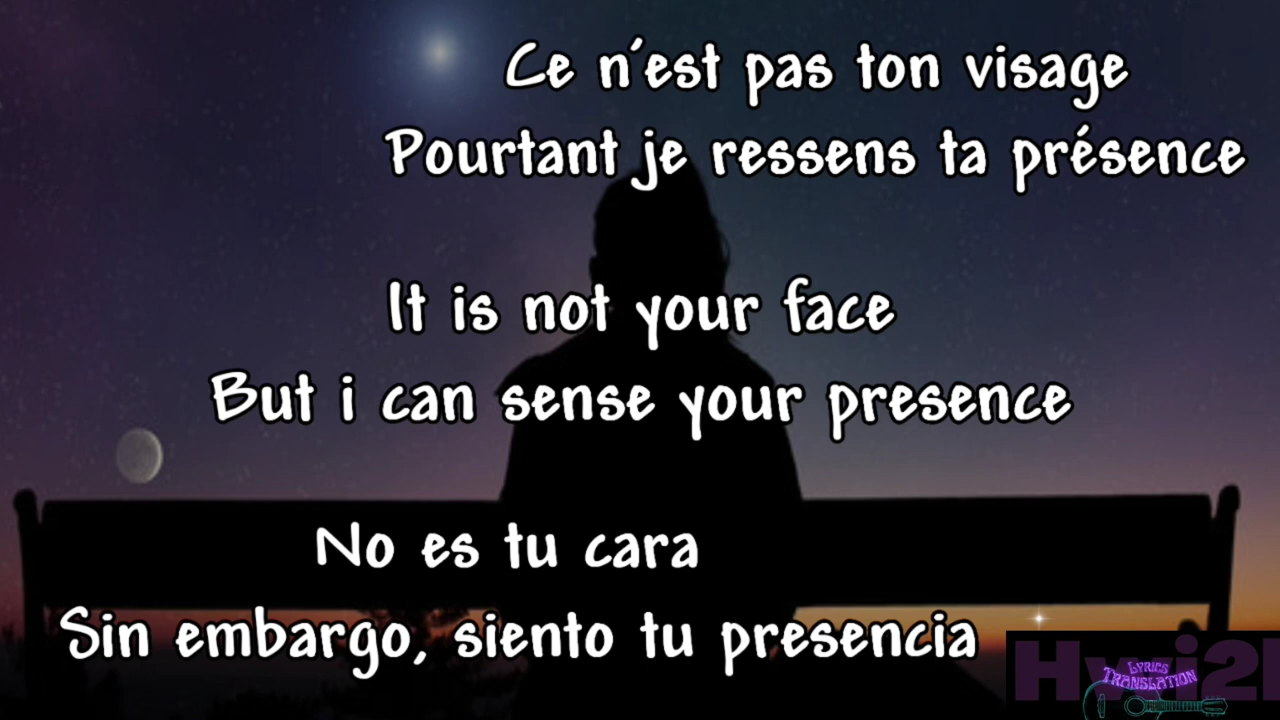 Ce n'est pas ton visage
Pourtant je ressens ta présence
It is not your face
But i can sense your presence
No es tu cara
Sin embargo, siento tu presencia
LYRICS
TRANSLATION